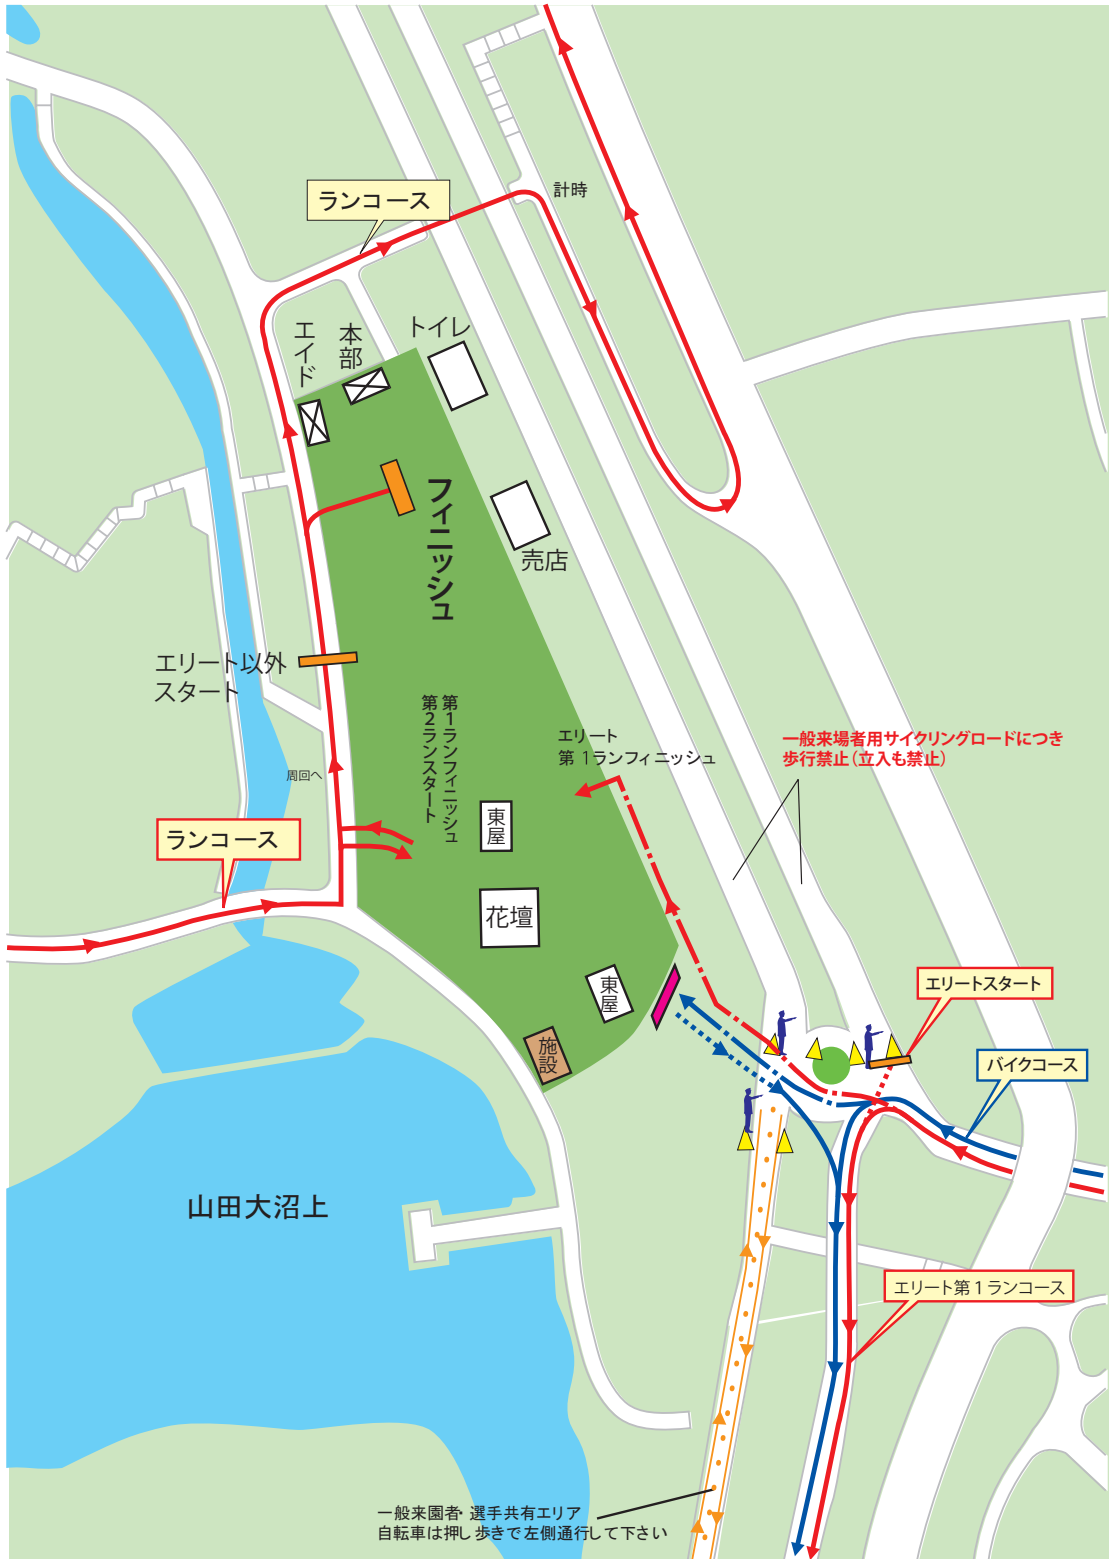 計時
ランコース
エイド
本部
トイレ
フィニッシュ
売店
エリート以外
スタート
第1ランフィニッシュ
第2ランスタート
エリート
第1ランフィニッシュ
一般来場者用サイクリングロードにつき
歩行禁止(立入も禁止)
周回へ
東屋
ランコース
花壇
エリートスタート
東屋
施設
バイクコース
山田大沼上
エリート第1ランコース
一般来園者・選手共有エリア
自転車は押し歩きで左側通行して下さい